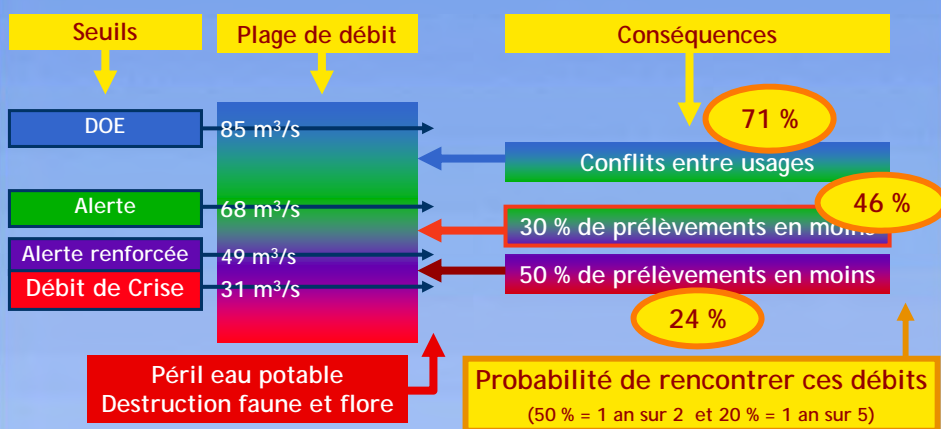 Seuils
Plage de débit
Conséquences
71 %
DOE
85 m³/s
Conflits entre usages
Alerte
68 m³/s
46 %
30 % de prélèvements en moins
Alerte renforcée
49 m³/s
50 % de prélèvements en moins
Débit de Crise
31 m³/s
24 %
Péril eau potable
Destruction faune et flore
Probabilité de rencontrer ces débits
(50 % = 1 an sur 2 et 20 % = 1 an sur 5)